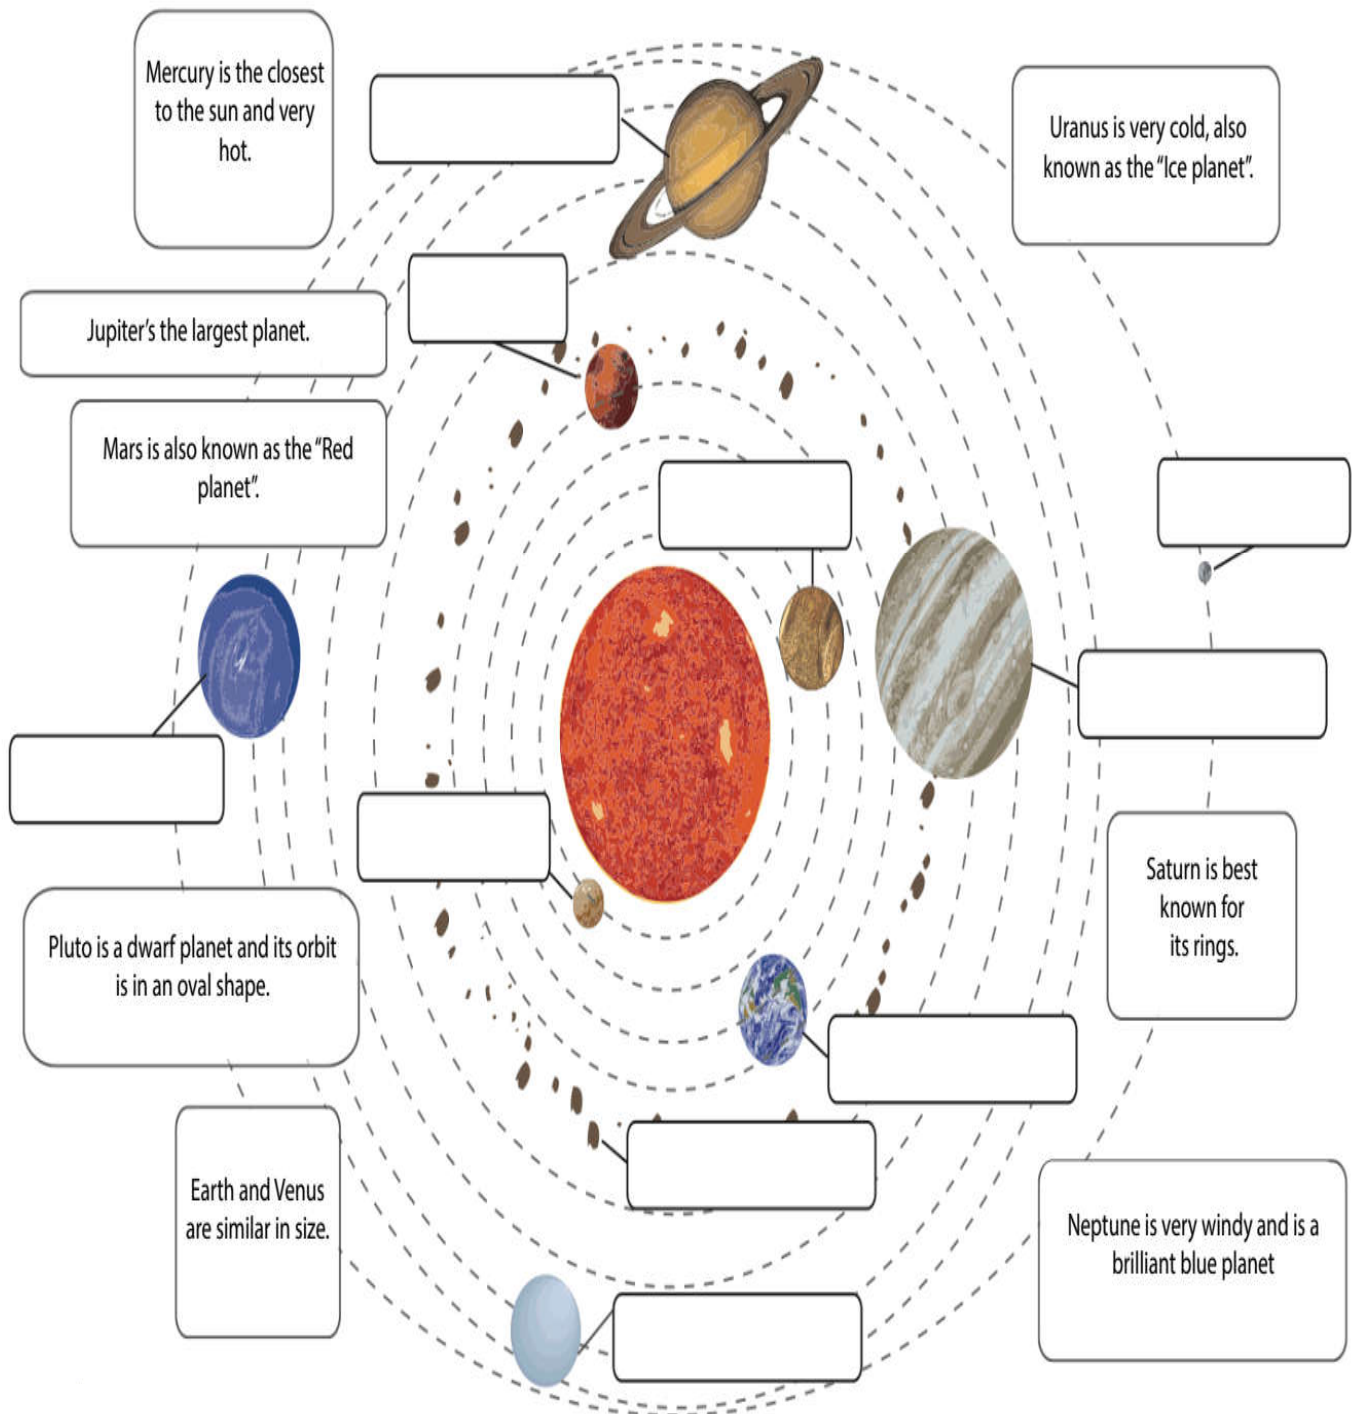 Mercury is the closest
to the sun and very
hot.
Uranus is very cold, also
known as the “Ice planet”.
Jupiter’s the largest planet.
Mars is also known as the “Red
planet”.
Saturn is best
known for
its rings.
Pluto is a dwarf planet and its orbit
is in an oval shape.
Earth and Venus
are similar in size.
Neptune is very windy and is a
brilliant blue planet